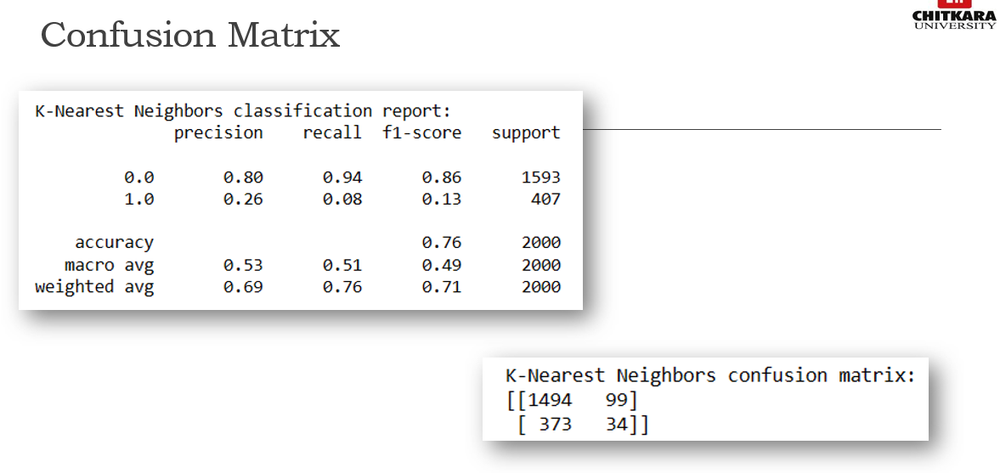 Confusion Matrix
CHITKARA
UNIVERSITY
K-Nearest Neighbors classification report:
precision recall f1-score support
0.0 0.80 0.94 0.86 1593
1.0 0.26 0.08 0.13 407
accuracy 0.76 2000
macro avg 0.53 0.51 0.49 2000
weighted avg 0.69 0.76 0.71 2000
K-Nearest Neighbors confusion matrix:
[[1494 99]
[ 373 34]]